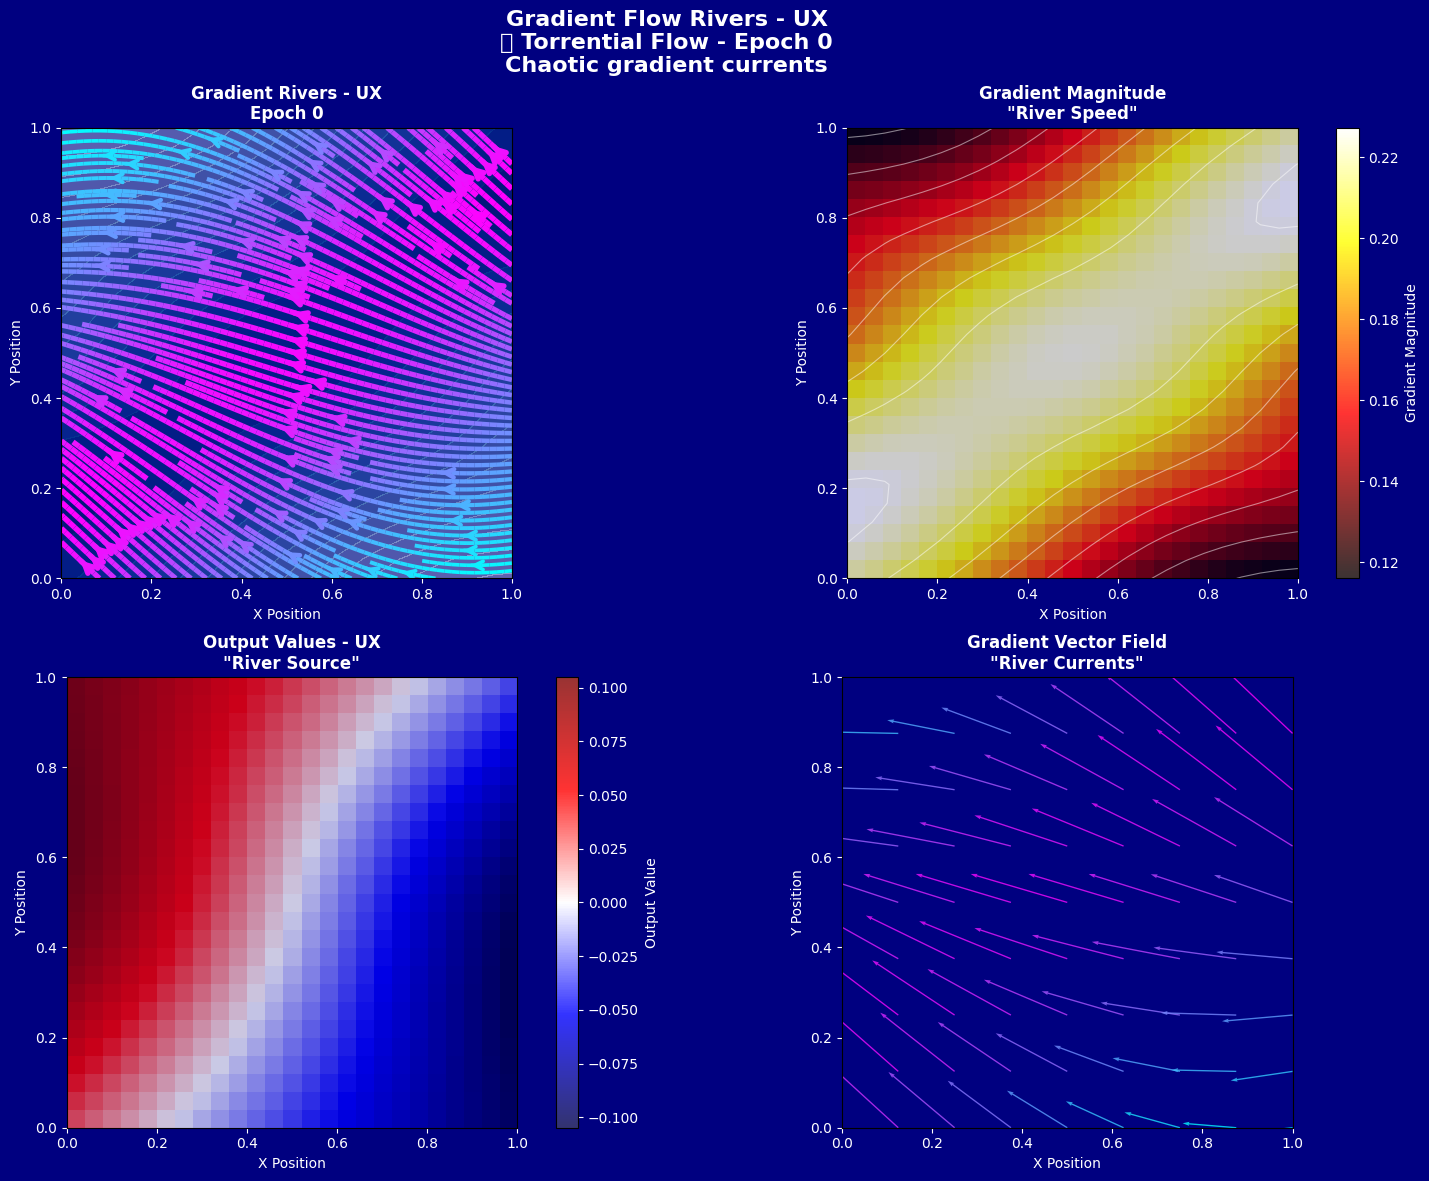 Gradient Flow Rivers - UX
▯ Torrential Flow - Epoch 0
Chaotic gradient currents
Gradient Rivers - UX
Epoch 0
1.0
0.8
0.6
0.4
0.2
0.0
Y Position
0.0 0.2 0.4 0.6 0.8 1.0
X Position
Gradient Magnitude
"River Speed"
1.0
0.8
0.6
0.4
0.2
0.0
Y Position
0.0 0.2 0.4 0.6 0.8 1.0
X Position
0.22
0.20
0.18
0.16
0.14
0.12
Gradient Magnitude
Output Values - UX
"River Source"
1.0
0.8
0.6
0.4
0.2
0.0
Y Position
0.0 0.2 0.4 0.6 0.8 1.0
X Position
0.100
0.075
0.050
0.025
0.000
−0.025
−0.050
−0.075
−0.100
Output Value
Gradient Vector Field
"River Currents"
1.0
0.8
0.6
0.4
0.2
0.0
Y Position
0.0 0.2 0.4 0.6 0.8 1.0
X Position